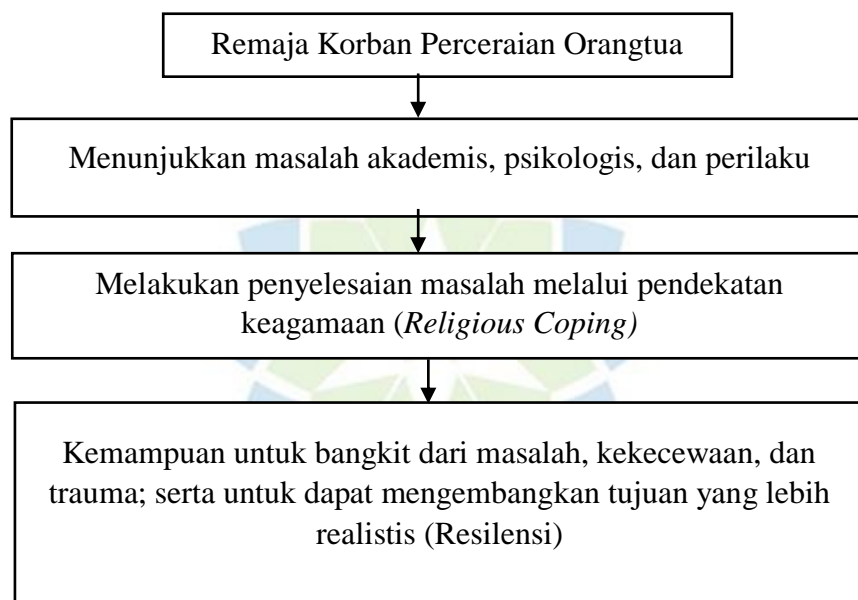 Remaja Korban Perceraian Orangtua
Menunjukkan masalah akademis, psikologis, dan perilaku
Melakukan penyelesaian masalah melalui pendekatan
keagamaan (Religious Coping)
Kemampuan untuk bangkit dari masalah, kekecewaan, dan
trauma; serta untuk dapat mengembangkan tujuan yang lebih
realistis (Resilensi)